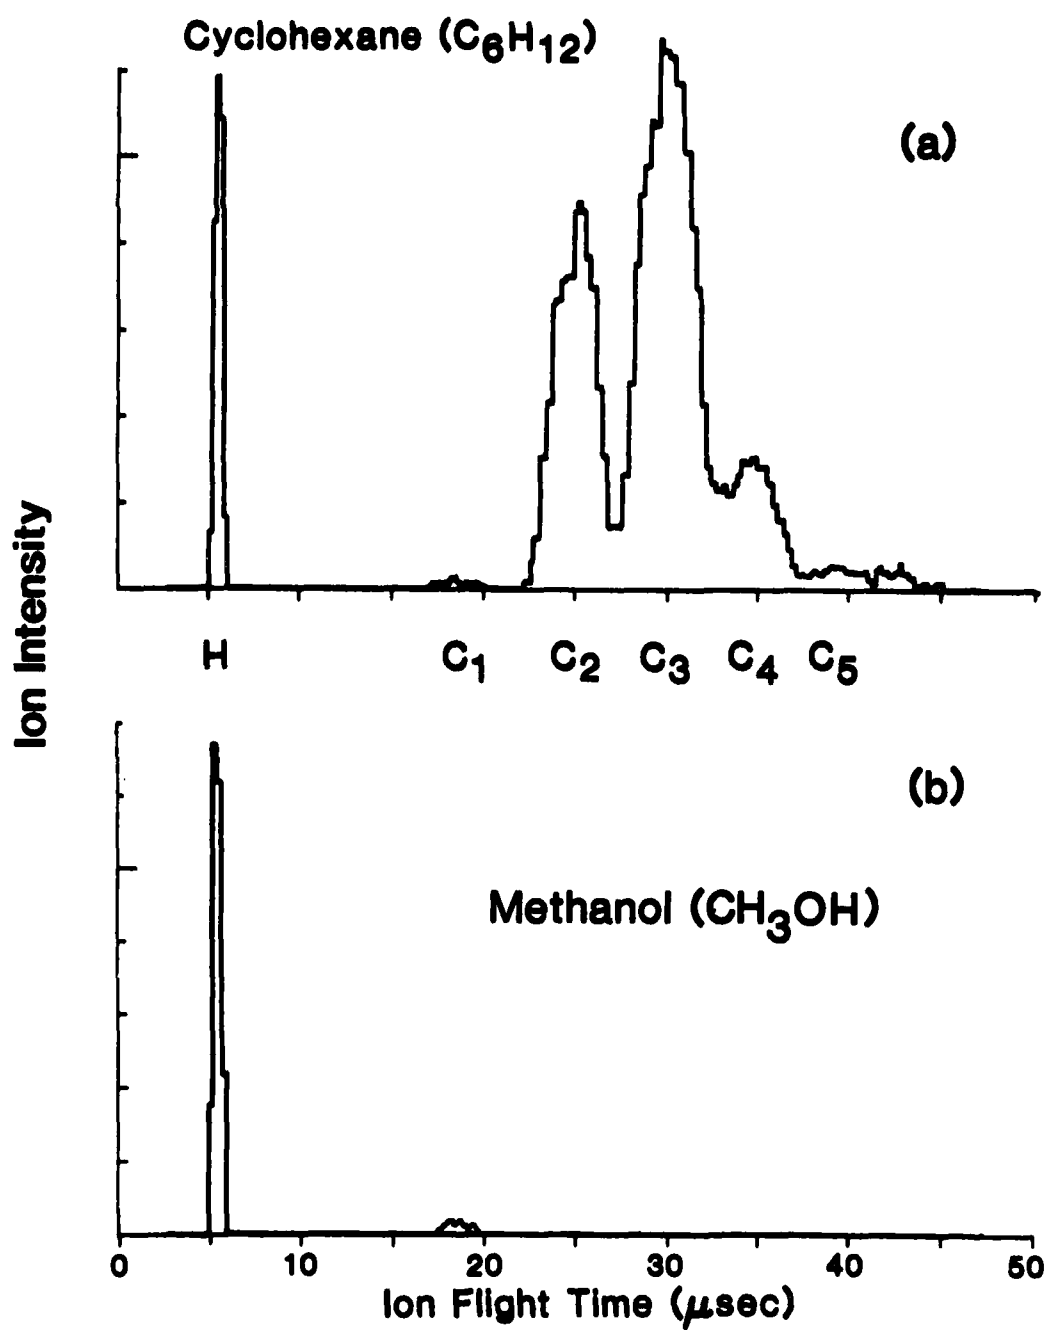 Cyclohexane (C6H12)
(a)
Ion Intensity
H C1 C2 C3 C4 C5
(b)
Methanol (CH3OH)
0 10 20 30 40 50
Ion Flight Time (μsec)